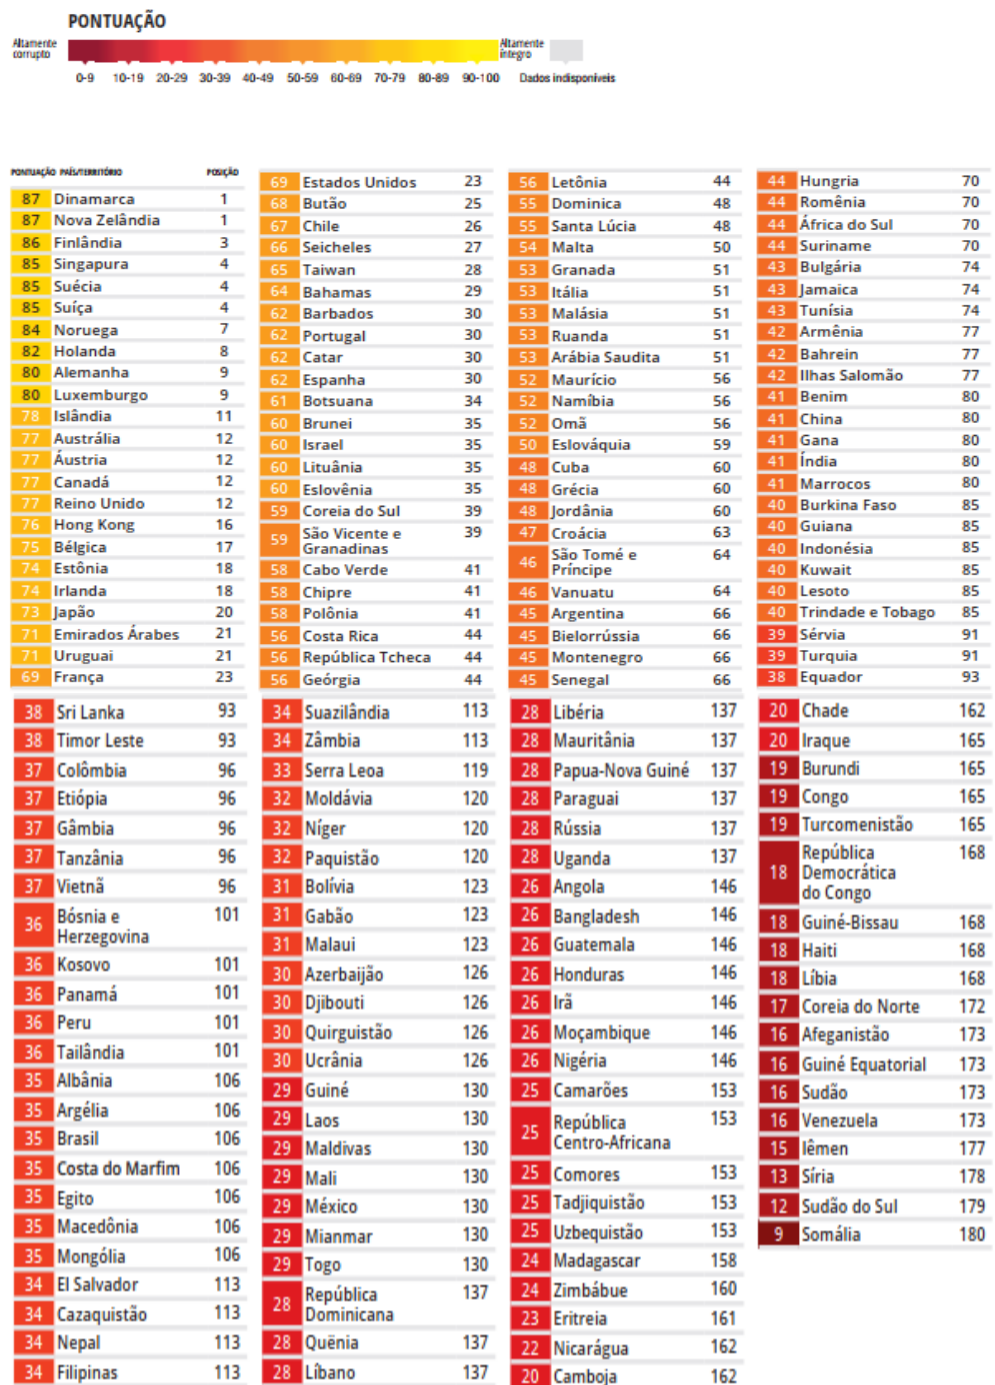 PONTUAÇÃO
Altamente corrupto
Altamente íntegro
0-9 10-19 20-29 30-39 40-49 50-59 60-69 70-79 80-89 90-100 Dados indisponíveis
PONTUAÇÃO PAÍS/TERRITÓRIO POSIÇÃO
87 Dinamarca 1
87 Nova Zelândia 1
86 Finlândia 3
85 Singapura 4
85 Suécia 4
85 Suíça 4
84 Noruega 7
82 Holanda 8
80 Alemanha 9
80 Luxemburgo 9
78 Islândia 11
77 Austrália 12
77 Áustria 12
77 Canadá 12
77 Reino Unido 12
76 Hong Kong 16
75 Bélgica 17
74 Estônia 18
74 Irlanda 18
73 Japão 20
71 Emirados Árabes 21
71 Uruguai 21
69 França 23
69 Estados Unidos 23
68 Butão 25
67 Chile 26
66 Seicheles 27
65 Taiwan 28
64 Bahamas 29
62 Barbados 30
62 Portugal 30
62 Catar 30
62 Espanha 30
61 Botsuana 34
60 Brunei 35
60 Israel 35
60 Lituânia 35
60 Eslovênia 35
59 Coreia do Sul 39
59 São Vicente e 39
Granadinas
58 Cabo Verde 41
58 Chipre 41
58 Polônia 41
56 Costa Rica 44
56 República Tcheca 44
56 Geórgia 44
56 Letônia 44
55 Dominica 48
55 Santa Lúcia 48
54 Malta 50
53 Granada 51
53 Itália 51
53 Malásia 51
53 Ruanda 51
53 Arábia Saudita 51
52 Maurício 56
52 Namíbia 56
52 Omã 56
50 Eslováquia 59
48 Cuba 60
48 Grécia 60
48 Jordânia 60
47 Croácia 63
46 São Tomé e 64
Príncipe
46 Vanuatu 64
45 Argentina 66
45 Bielorrússia 66
45 Montenegro 66
45 Senegal 66
44 Hungria 70
44 Romênia 70
44 África do Sul 70
44 Suriname 70
43 Bulgária 74
43 Jamaica 74
43 Tunísia 74
42 Armênia 77
42 Bahrein 77
42 Ilhas Salomão 77
41 Benim 80
41 China 80
41 Gana 80
41 Índia 80
41 Marrocos 80
40 Burkina Faso 85
40 Guiana 85
40 Indonésia 85
40 Kuwait 85
40 Lesoto 85
40 Trindade e Tobago 85
39 Sérvia 91
39 Turquia 91
38 Equador 93
38 Sri Lanka 93
38 Timor Leste 93
37 Colômbia 96
37 Etiópia 96
37 Gâmbia 96
37 Tanzânia 96
37 Vietnã 96
36 Bósnia e 101
Herzegovina
36 Kosovo 101
36 Panamá 101
36 Peru 101
36 Tailândia 101
35 Albânia 106
35 Argélia 106
35 Brasil 106
35 Costa do Marfim 106
35 Egito 106
35 Macedônia 106
35 Mongólia 106
34 El Salvador 113
34 Cazaquistão 113
34 Nepal 113
34 Filipinas 113
34 Suazilândia 113
34 Zâmbia 113
33 Serra Leoa 119
32 Moldávia 120
32 Níger 120
32 Paquistão 120
31 Bolívia 123
31 Gabão 123
31 Malaui 123
30 Azerbaijão 126
30 Djibouti 126
30 Quirguistão 126
30 Ucrânia 126
29 Guiné 130
29 Laos 130
29 Maldivas 130
29 Mali 130
29 México 130
29 Mianmar 130
29 Togo 130
28 República 137
Dominicana
28 Quênia 137
28 Líbano 137
28 Libéria 137
28 Mauritânia 137
28 Papua-Nova Guiné 137
28 Paraguai 137
28 Rússia 137
28 Uganda 137
26 Angola 146
26 Bangladesh 146
26 Guatemala 146
26 Honduras 146
26 Irã 146
26 Moçambique 146
26 Nigéria 146
25 Camarões 153
25 República 153
Centro-Africana
25 Comores 153
25 Tadjiquistão 153
25 Uzbequistão 153
24 Madagascar 158
24 Zimbábue 160
23 Eritreia 161
22 Nicarágua 162
20 Camboja 162
20 Chade 162
20 Iraque 165
19 Burundi 165
19 Congo 165
19 Turcomenistão 165
18 República 168
Democrática
do Congo
18 Guiné-Bissau 168
18 Haiti 168
18 Líbia 168
17 Coreia do Norte 172
16 Afeganistão 173
16 Guiné Equatorial 173
16 Sudão 173
16 Venezuela 173
15 Iêmen 177
13 Síria 178
12 Sudão do Sul 179
9 Somália 180